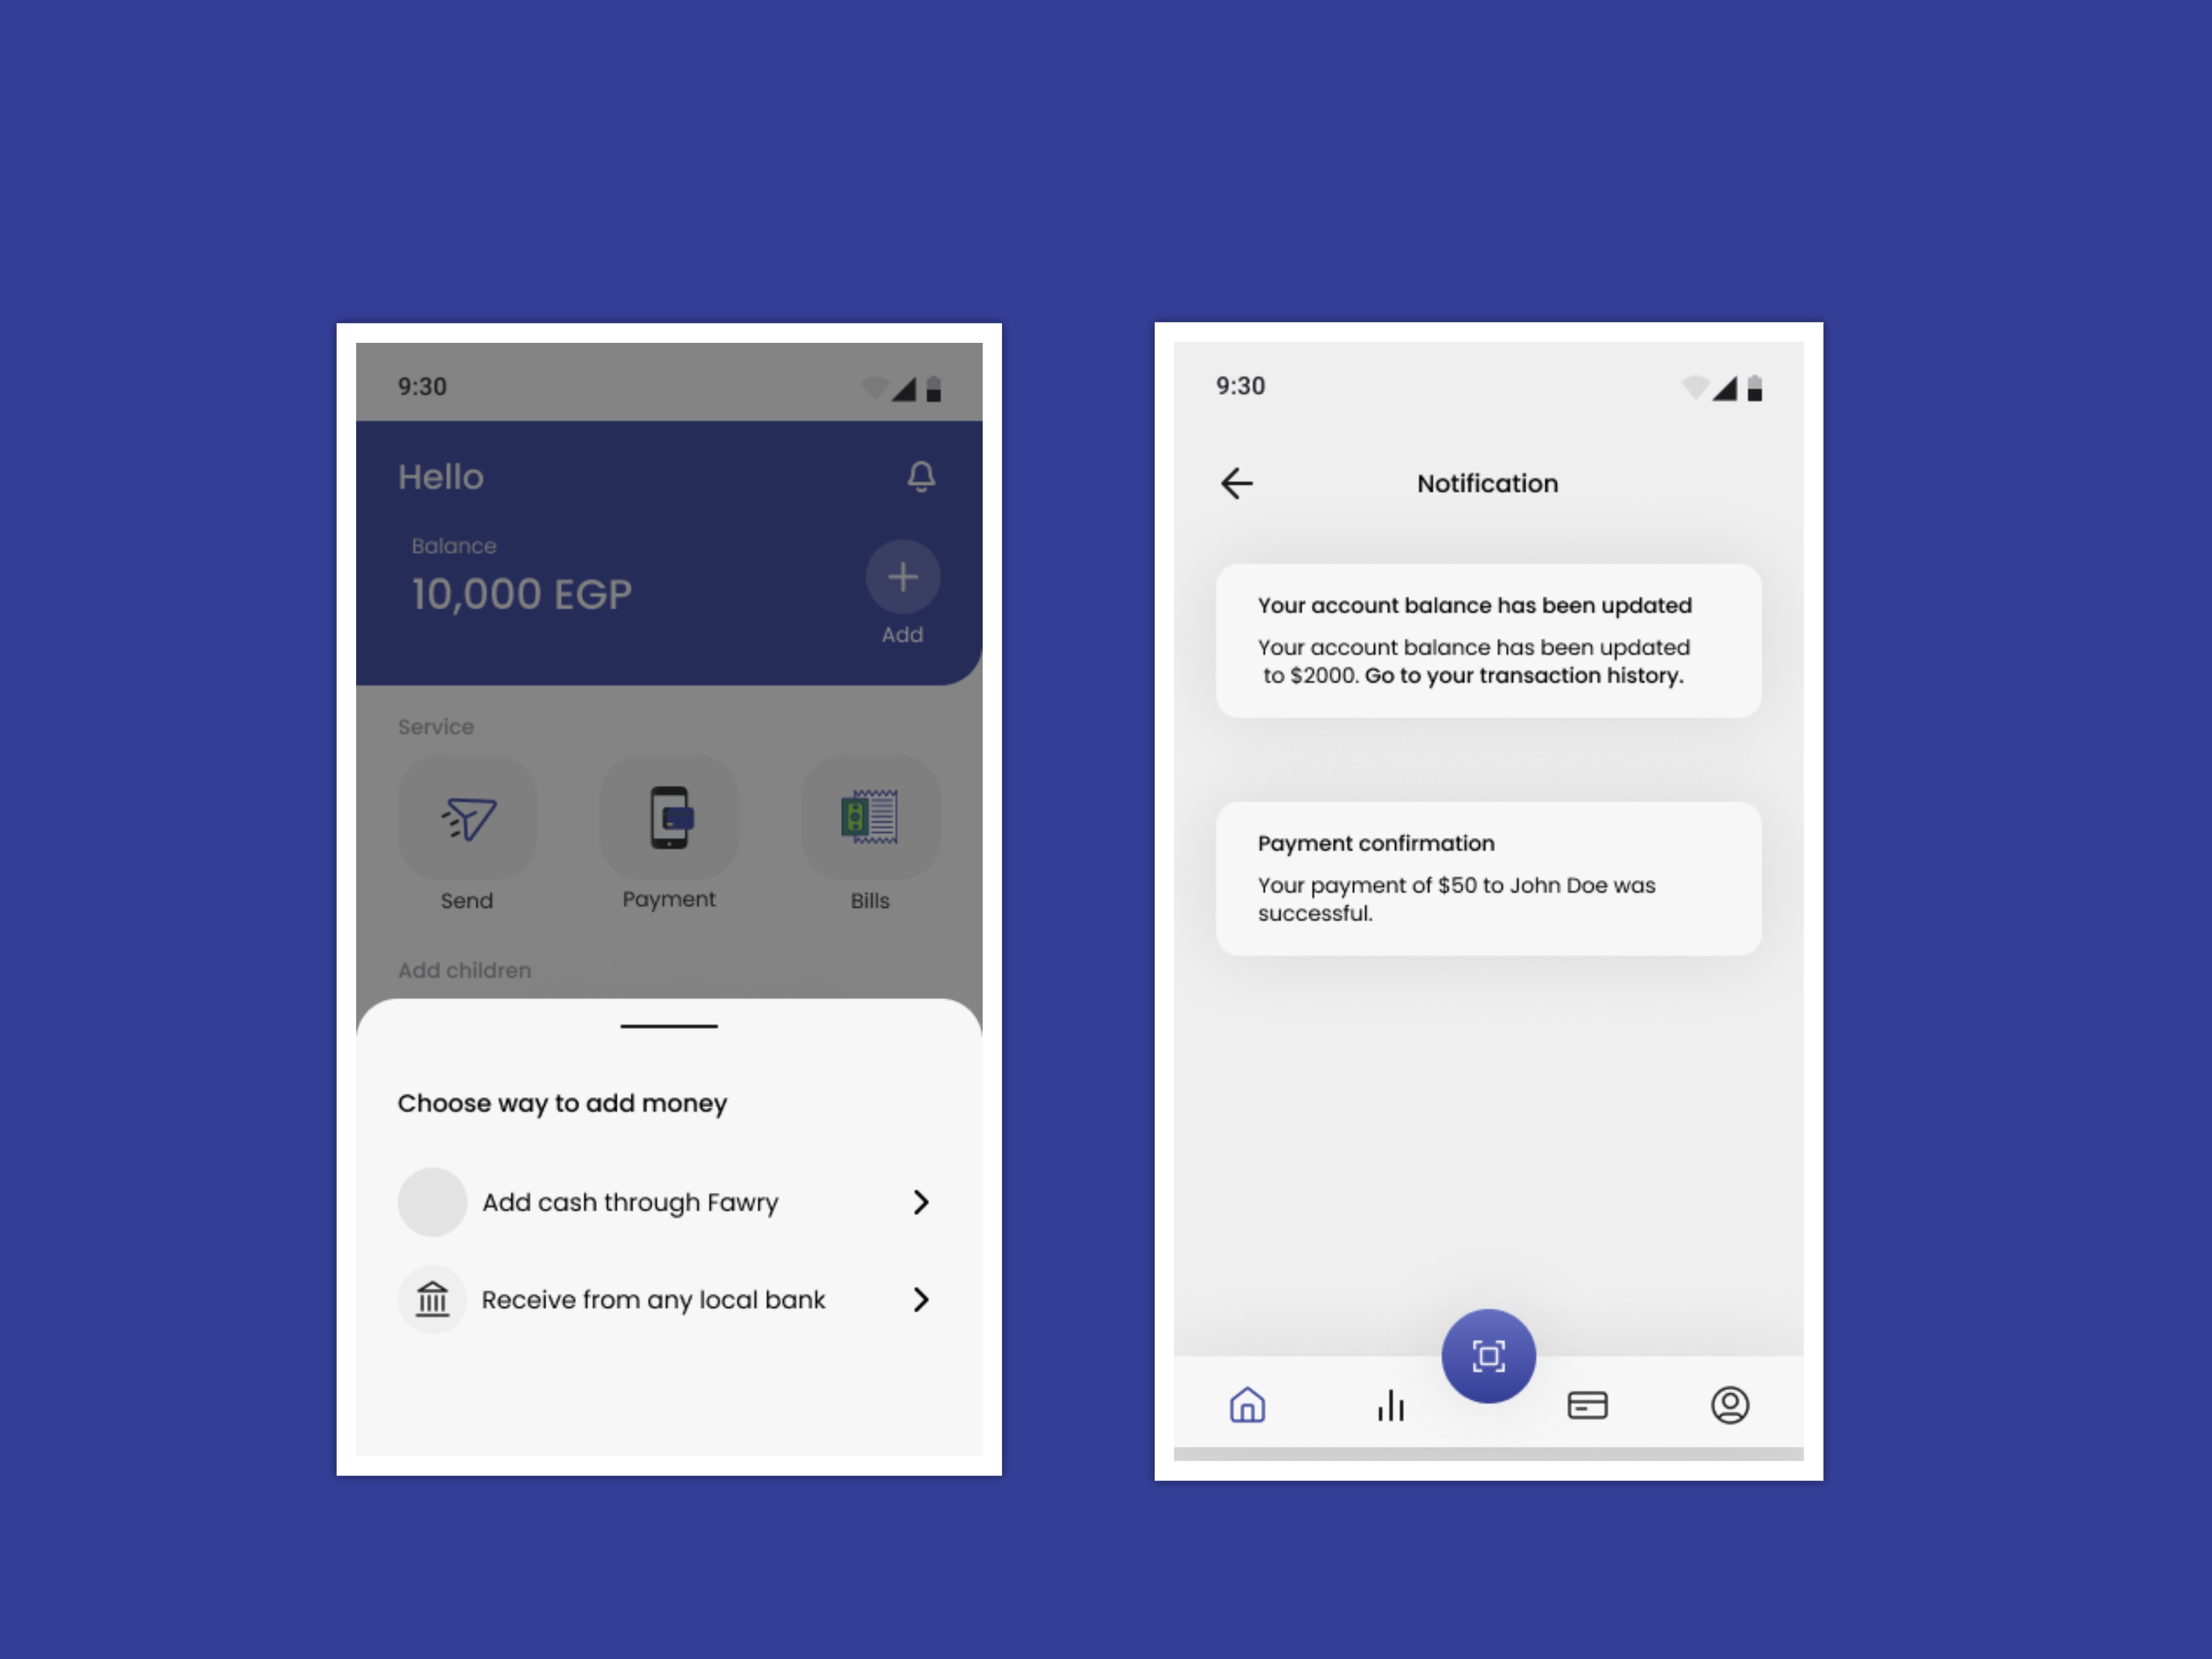 9:30
Hello
Balance
10,000 EGP
Add
Service
Send
Payment
Bills
Add children
Choose way to add money
Add cash through Fawry
Receive from any local bank
9:30
Notification
Your account balance has been updated
Your account balance has been updated
to $2000. Go to your transaction history.
Payment confirmation
Your payment of $50 to John Doe was
successful.